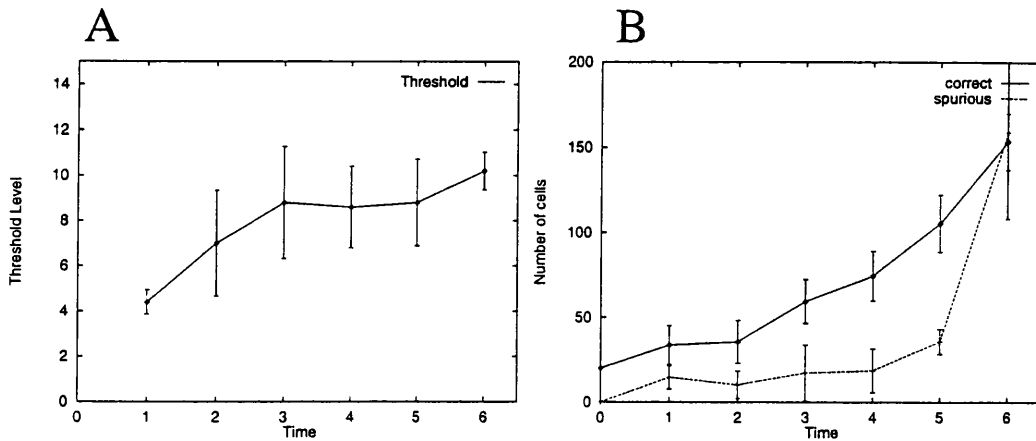 A
Threshold
14
12
10
8
6
4
2
0
Threshold Level
0 1 2 3 4 5 6
Time
B
correct
spurious
200
150
100
50
0
Number of cells
0 1 2 3 4 5 6
Time